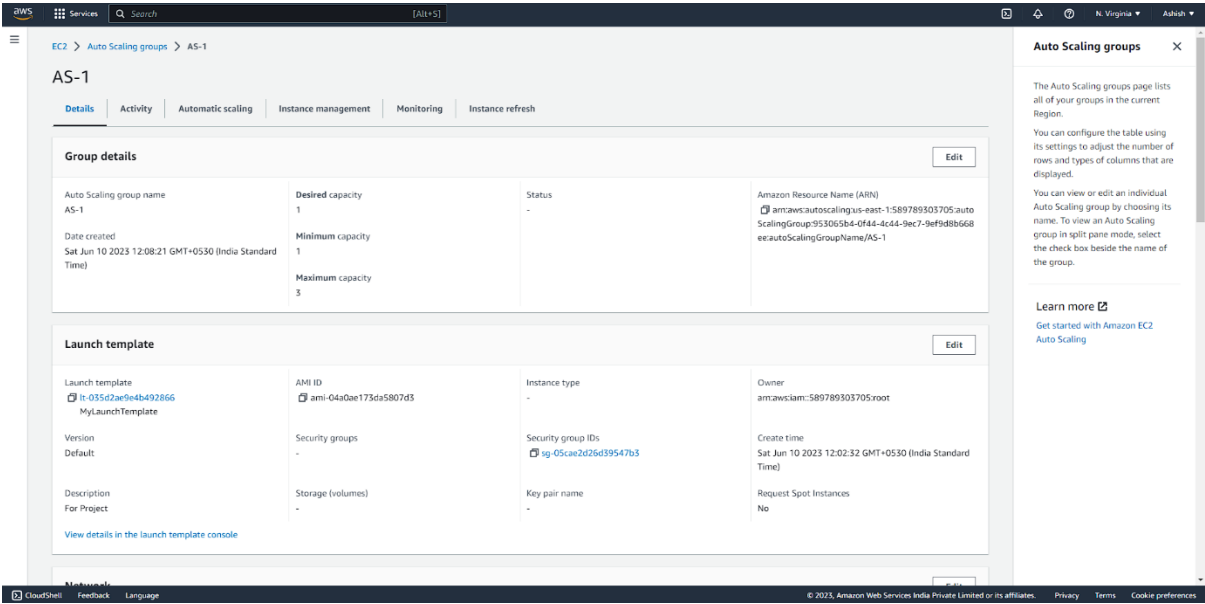 aws
Services
Search
[Alt+S]
N. Virginia
Ashish
EC2 > Auto Scaling groups > AS-1
AS-1
Details
Activity
Automatic scaling
Instance management
Monitoring
Instance refresh
Group details
Edit
Auto Scaling group name
AS-1
Date created
Sat Jun 10 2023 12:08:21 GMT+0530 (India Standard
Time)
Desired capacity
1
Minimum capacity
1
Maximum capacity
3
Status
-
Amazon Resource Name (ARN)
arn:aws:autoscaling:us-east-1:589789303705:auto
ScalingGroup:953065b4-0f44-4c44-9ec7-9ef9d8b668
ee:autoScalingGroupName/AS-1
Launch template
Edit
Launch template
lt-035d2ae9e4b492866
MyLaunchTemplate
AMI ID
ami-04a0ae173da5807d3
Instance type
-
Owner
arn:aws:iam::589789303705:root
Version
Default
Security groups
-
Security group IDs
sg-05cae2d26d39547b3
Create time
Sat Jun 10 2023 12:02:32 GMT+0530 (India Standard
Time)
Description
For Project
Storage (volumes)
-
Key pair name
-
Request Spot Instances
No
View details in the launch template console
Network
Edit
Auto Scaling groups
The Auto Scaling groups page lists
all of your groups in the current
Region.
You can configure the table using
its settings to adjust the number of
rows and types of columns that are
displayed.
You can view or edit an individual
Auto Scaling group by choosing its
name. To view an Auto Scaling
group in split pane mode, select
the check box beside the name of
the group.
Learn more
Get started with Amazon EC2
Auto Scaling
CloudShell
Feedback
Language
© 2023, Amazon Web Services India Private Limited or its affiliates.
Privacy
Terms
Cookie preferences